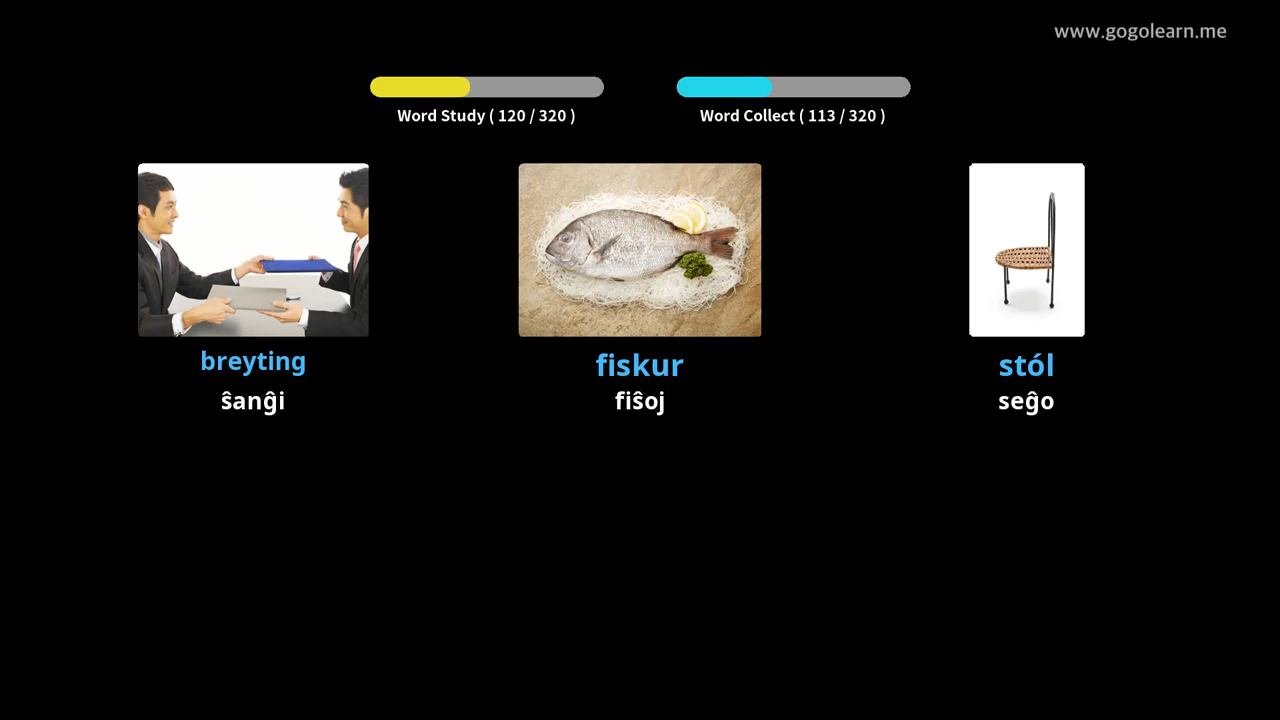 www.gogolearn.me
Word Study ( 120 / 320 )
Word Collect ( 113 / 320 )
breyting
fiskur
stól
ŝanĝi
fiŝoj
seĝo